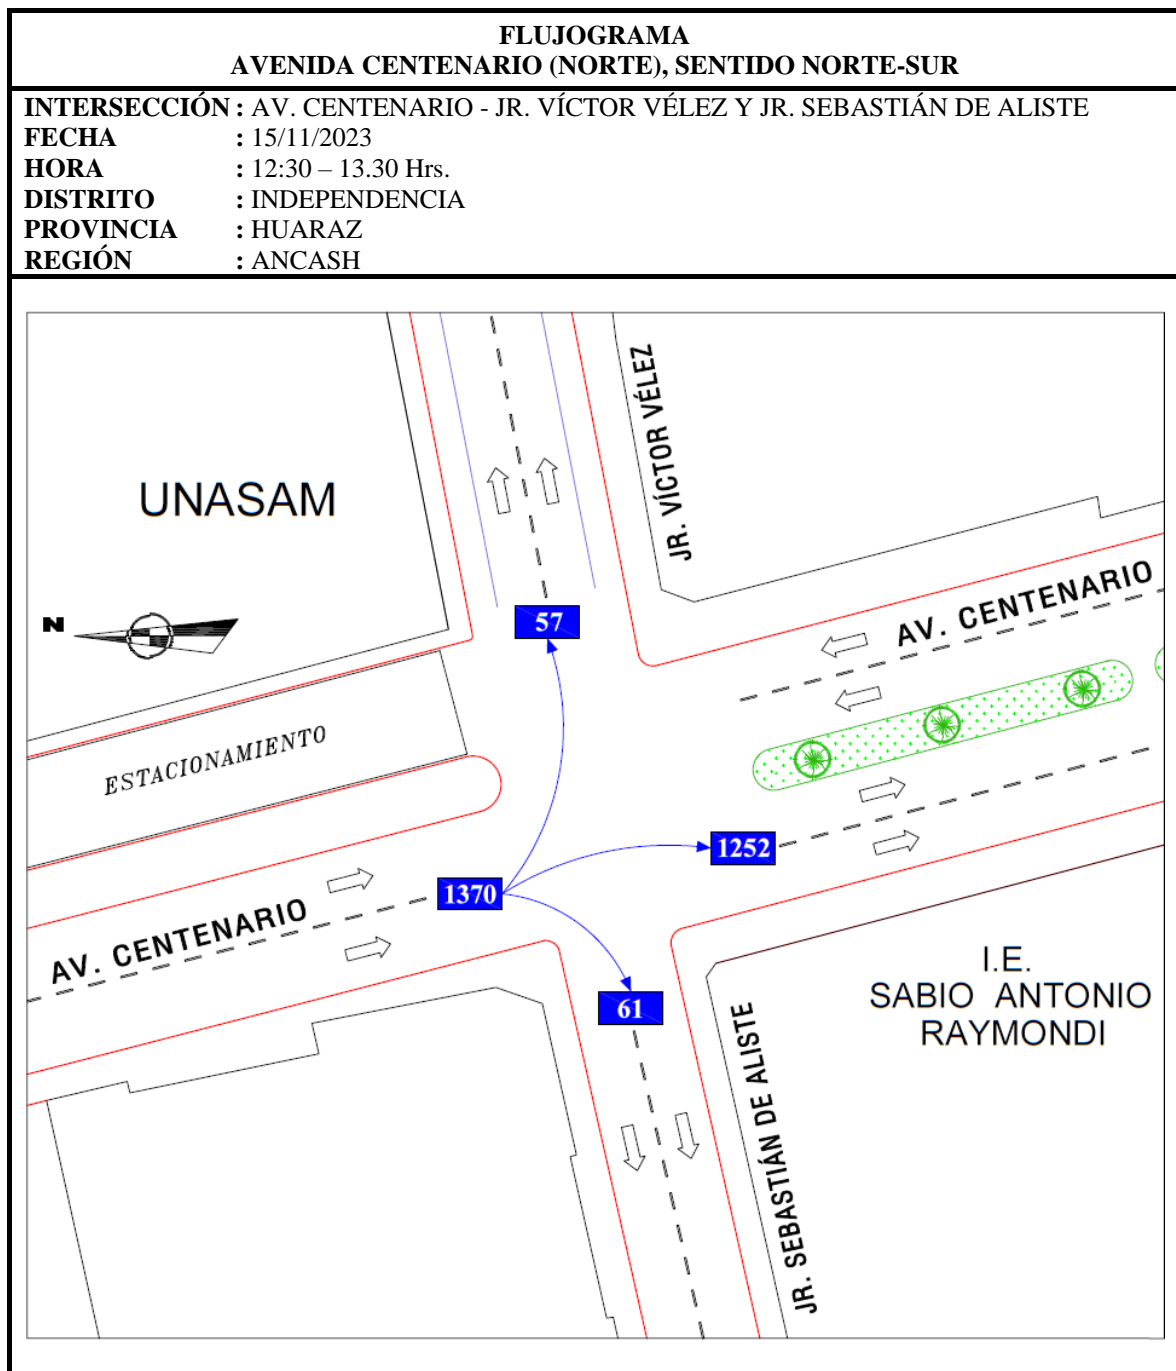 FLUJOGRAMA
AVENIDA CENTENARIO (NORTE), SENTIDO NORTE-SUR
INTERSECCIÓN : AV. CENTENARIO - JR. VÍCTOR VÉLEZ Y JR. SEBASTIÁN DE ALISTE
FECHA : 15/11/2023
HORA : 12:30 – 13.30 Hrs.
DISTRITO : INDEPENDENCIA
PROVINCIA : HUARAZ
REGIÓN : ANCASH
JR. VÍCTOR VÉLEZ
UNASAM
AV. CENTENARIO
N
57
ESTACIONAMIENTO
1252
1370
AV. CENTENARIO
61
I.E.
SABIO ANTONIO
RAYMONDI
JR. SEBASTIÁN DE ALISTE